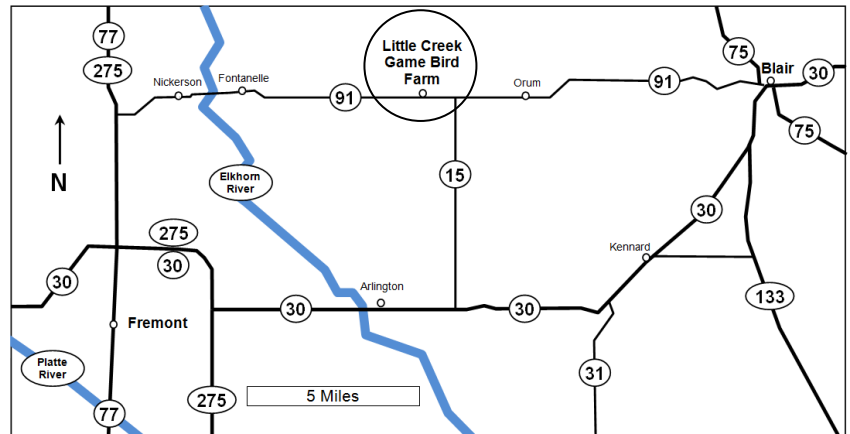 77
275
75
Little Creek
Game Bird
Farm
Blair
30
Nickerson
Fontanelle
91
Orum
91
75
N
15
Elkhorn
River
30
275
30
Kennard
30
Arlington
133
30
30
Fremont
Platte
River
31
275
5 Miles
77